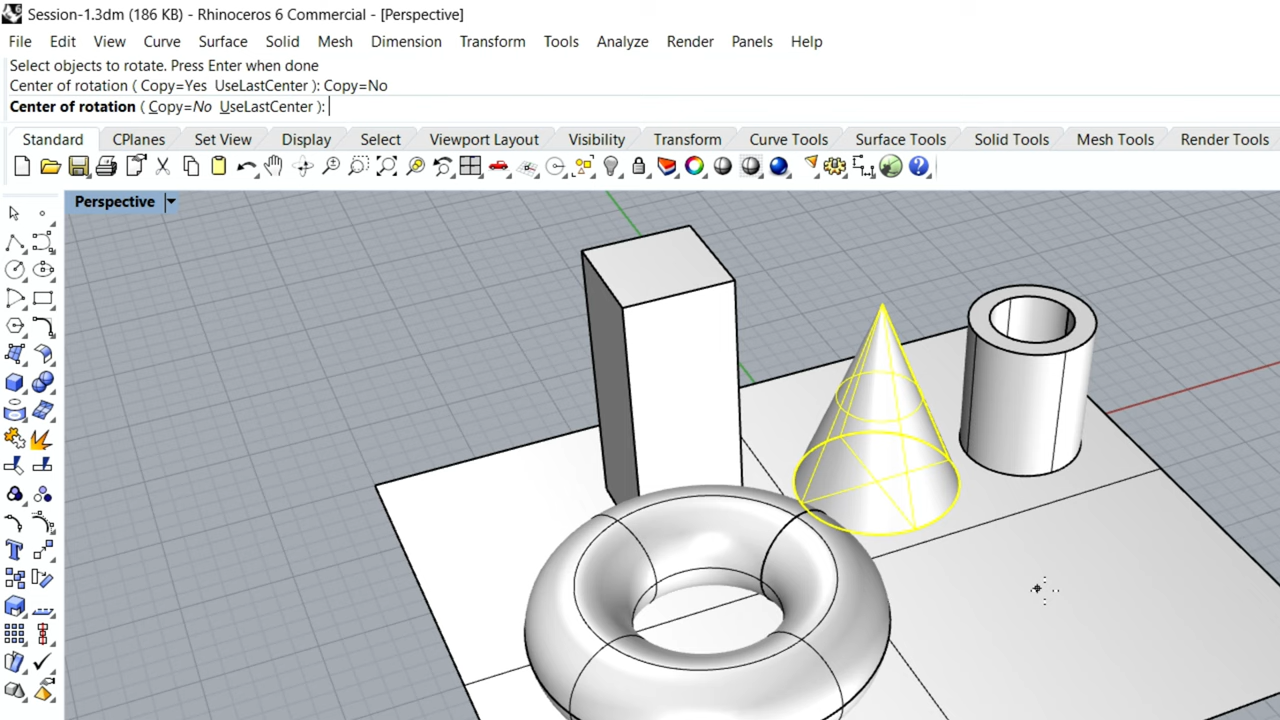 Session-1.3dm (186 KB) - Rhinoceros 6 Commercial - [Perspective]
File Edit View Curve Surface Solid Mesh Dimension Transform Tools Analyze Render Panels Help
Select objects to rotate. Press Enter when done
Center of rotation ( Copy=Yes UseLastCenter ): Copy=No
Center of rotation ( Copy=No UseLastCenter ):
Standard CPlanes Set View Display Select Viewport Layout Visibility Transform Curve Tools Surface Tools Solid Tools Mesh Tools Render Tools
Perspective